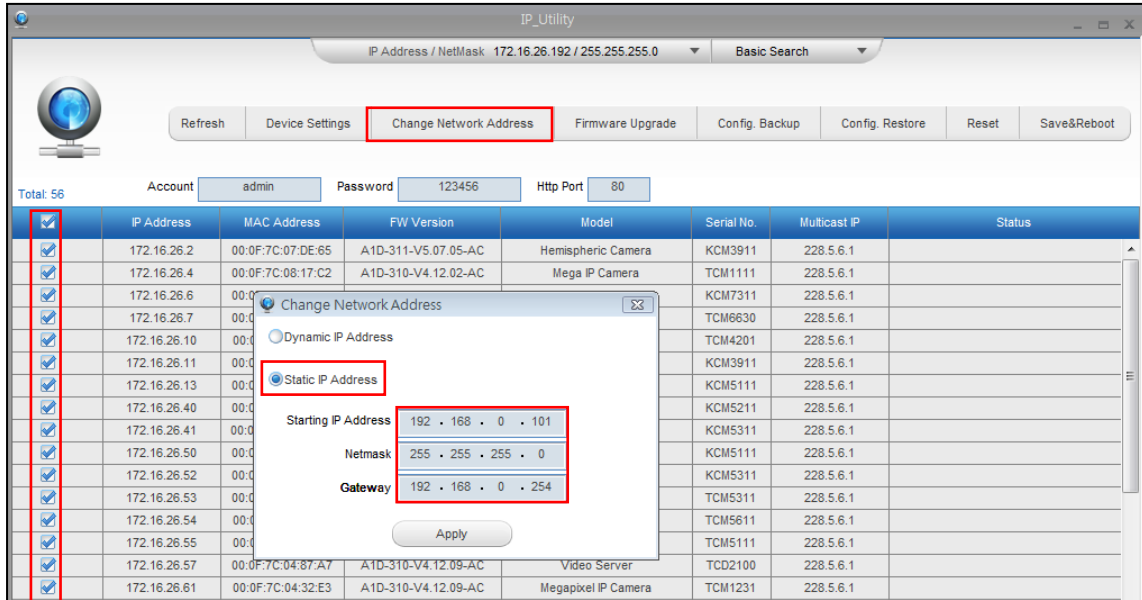 IP_Utility
IP Address / NetMask 172.16.26.192 / 255.255.255.0 Basic Search
Refresh Device Settings Change Network Address Firmware Upgrade Config. Backup Config. Restore Reset Save&Reboot
Total: 56 Account admin Password 123456 Http Port 80
IP Address MAC Address FW Version Model Serial No. Multicast IP Status
172.16.26.2 00:0F:7C:07:DE:65 A1D-311-V5.07.05-AC Hemispheric Camera KCM3911 228.5.6.1
172.16.26.4 00:0F:7C:08:17:C2 A1D-310-V4.12.02-AC Mega IP Camera TCM1111 228.5.6.1
172.16.26.6 KCM7311 228.5.6.1
172.16.26.7 TCM6630 228.5.6.1
172.16.26.10 TCM4201 228.5.6.1
172.16.26.11 KCM3911 228.5.6.1
172.16.26.13 KCM5111 228.5.6.1
172.16.26.40 KCM5211 228.5.6.1
172.16.26.41 KCM5311 228.5.6.1
172.16.26.50 KCM5111 228.5.6.1
172.16.26.52 KCM5311 228.5.6.1
172.16.26.53 TCM5311 228.5.6.1
172.16.26.54 TCM5611 228.5.6.1
172.16.26.55 TCM5111 228.5.6.1
172.16.26.57 00:0F:7C:04:87:A7 A1D-310-V4.12.09-AC Video Server TCD2100 228.5.6.1
172.16.26.61 00:0F:7C:04:32:E3 A1D-310-V4.12.09-AC Megapixel IP Camera TCM1231 228.5.6.1
Change Network Address
Dynamic IP Address
Static IP Address
Starting IP Address 192 . 168 . 0 . 101
Netmask 255 . 255 . 255 . 0
Gateway 192 . 168 . 0 . 254
Apply